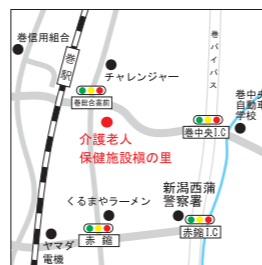 巻信用組合
巻駅
チャレンジャー
巻バイパス
巻中央
自動車
学校
巻総合高前
巻中央I.C
介護老人
保健施設槇の里
くるまやラーメン
新潟西蒲
警察署
赤鏥
赤鏥I.C
ヤマダ
電機